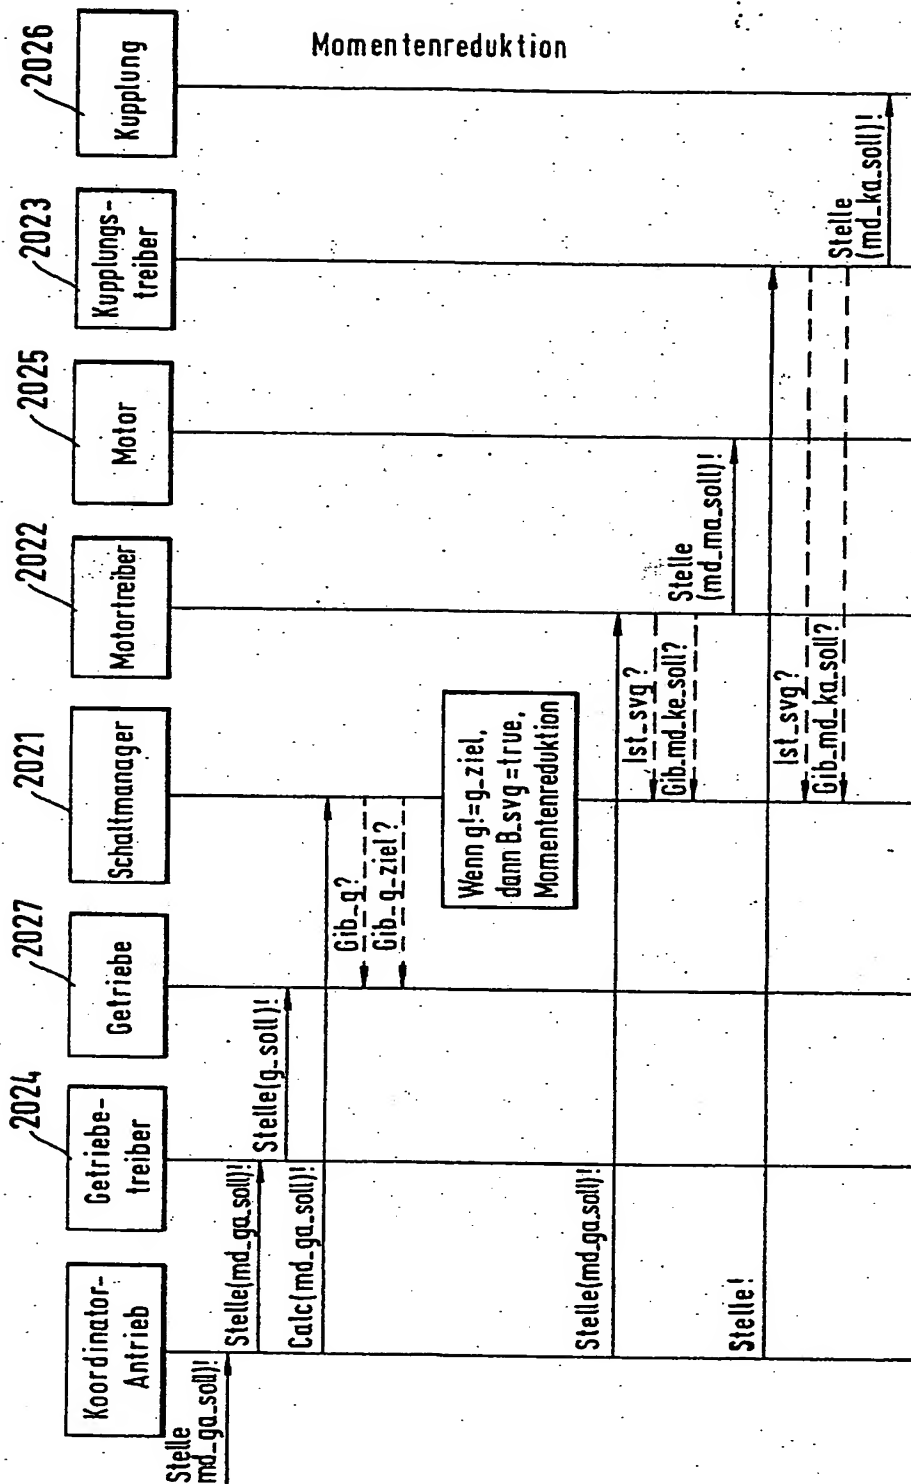 Momentenreduktion
2024
2027
2021
2022
2025
2023
2026
Koordinator-
Antrieb
Getriebe-
treiber
Getriebe
Schaltmanager
Motortreiber
Motor
Kupplungs-
treiber
Kupplung
Stelle
md_ga_soll)!
Stelle(md_ga_soll)!
Stelle(g_soll)!
Calc(md_ga_soll)!
Gib_g?
Gib_g_ziel?
Wenn g!=g_ziel,
dann B_svg=true,
Momentenreduktion
Stelle(md_ga_soll)!
Ist_svg?
Gib_md_ke_soll?
Stelle
(md_ma_soll)!
Stelle!
Ist_svg?
Gib_md_ka_soll?
Stelle
(md_ka_soll)!